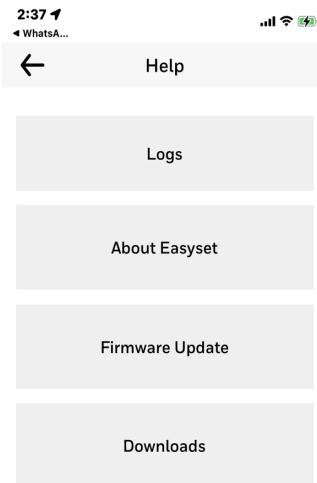 2:37
◀ WhatsA...
Help
Logs
About Easyset
Firmware Update
Downloads